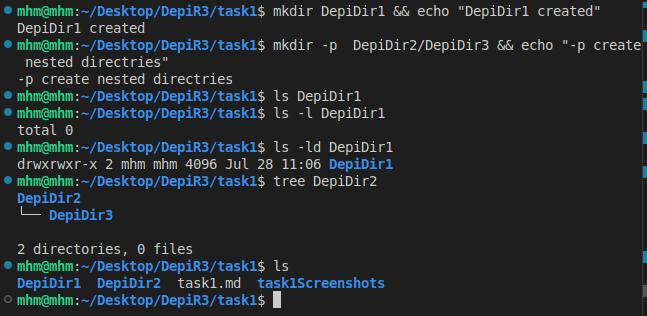 mhm@mhm:~/Desktop/DepiR3/task1$ mkdir DepiDir1 && echo "DepiDir1 created"
DepiDir1 created
mhm@mhm:~/Desktop/DepiR3/task1$ mkdir -p  DepiDir2/DepiDir3 && echo "-p create
 nested directries"
-p create nested directries
mhm@mhm:~/Desktop/DepiR3/task1$ ls DepiDir1
mhm@mhm:~/Desktop/DepiR3/task1$ ls -l DepiDir1
total 0
mhm@mhm:~/Desktop/DepiR3/task1$ ls -ld DepiDir1
drwxrwxr-x 2 mhm mhm 4096 Jul 28 11:06 DepiDir1
mhm@mhm:~/Desktop/DepiR3/task1$ tree DepiDir2
DepiDir2
└── DepiDir3
2 directories, 0 files
mhm@mhm:~/Desktop/DepiR3/task1$ ls
DepiDir1  DepiDir2  task1.md  task1Screenshots
mhm@mhm:~/Desktop/DepiR3/task1$